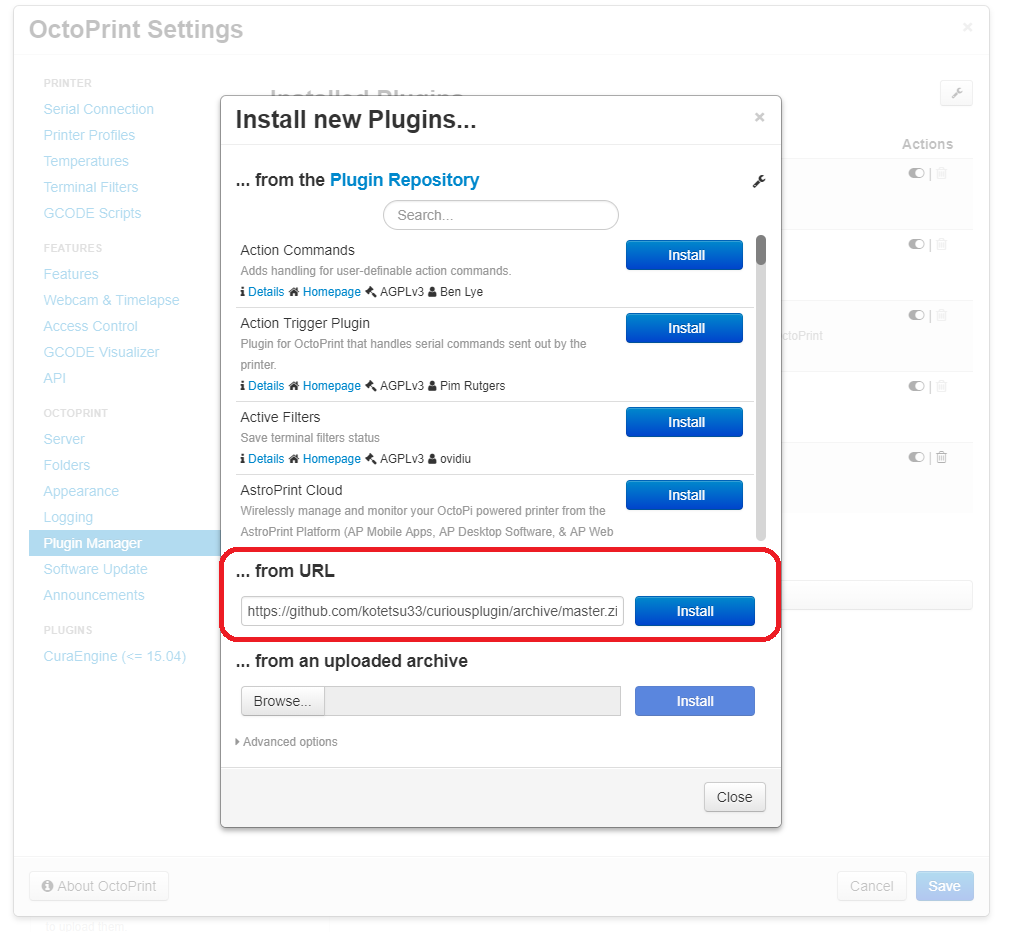 OctoPrint Settings
×
PRINTER
Serial Connection
Printer Profiles
Temperatures
Terminal Filters
GCODE Scripts
FEATURES
Features
Webcam & Timelapse
Access Control
GCODE Visualizer
API
OCTOPRINT
Server
Folders
Appearance
Logging
Plugin Manager
Software Update
Announcements
PLUGINS
CuraEngine (<= 15.04)
Installed Plugins
Actions
|
|
|
ctoPrint
|
|
Install new Plugins...
×
... from the Plugin Repository
Search...
Action Commands
Install
Adds handling for user-definable action commands.
Details Homepage AGPLv3 Ben Lye
Action Trigger Plugin
Install
Plugin for OctoPrint that handles serial commands sent out by the
printer.
Details Homepage AGPLv3 Pim Rutgers
Active Filters
Install
Save terminal filters status
Details Homepage AGPLv3 ovidiu
AstroPrint Cloud
Install
Wirelessly manage and monitor your OctoPi powered printer from the
AstroPrint Platform (AP Mobile Apps, AP Desktop Software, & AP Web
... from URL
https://github.com/kotetsu33/curiousplugin/archive/master.zi
Install
... from an uploaded archive
Browse...
Install
Advanced options
Close
About OctoPrint
Cancel
Save
to upload them.